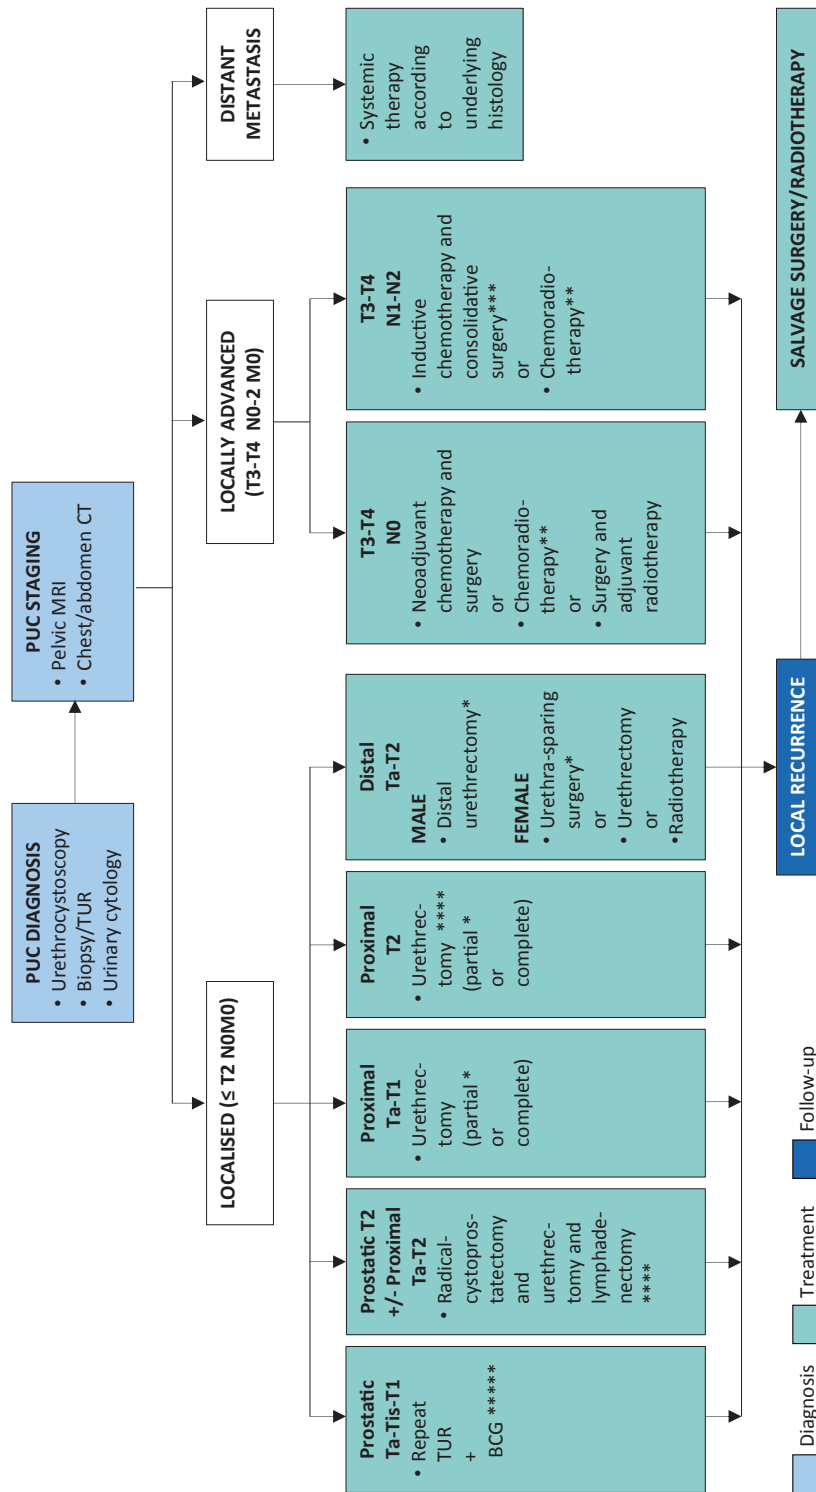 PUC DIAGNOSIS
• Urethrocystoscopy
• Biopsy/TUR
• Urinary cytology
PUC STAGING
• Pelvic MRI
• Chest/abdomen CT
LOCALISED (≤ T2 N0M0)
LOCALLY ADVANCED
(T3-T4 N0-2 M0)
DISTANT
METASTASIS
Prostatic
Ta-Tis-T1
• Repeat
TUR
+
BCG *****
Prostatic T2
+/- Proximal
Ta-T2
• Radical-
cystopros-
tatectomy
and
urethrec-
tomy and
lymphade-
nectomy
****
Proximal
Ta-T1
• Urethrec-
tomy
(partial *
or
complete)
Proximal
T2
• Urethrec-
tomy ****
(partial *
or
complete)
Distal
Ta-T2
MALE
• Distal
urethrectomy*
FEMALE
• Urethra-sparing
surgery*
or
• Urethrectomy
or
•Radiotherapy
T3-T4
N0
• Neoadjuvant
chemotherapy and
surgery
or
• Chemoradio-
therapy**
or
• Surgery and
adjuvant
radiotherapy
T3-T4
N1-N2
• Inductive
chemotherapy and
consolidative
surgery***
or
• Chemoradio-
therapy**
• Systemic
therapy
according
to
underlying
histology
LOCAL RECURRENCE
SALVAGE SURGERY/RADIOTHERAPY
Diagnosis
Treatment
Follow-up